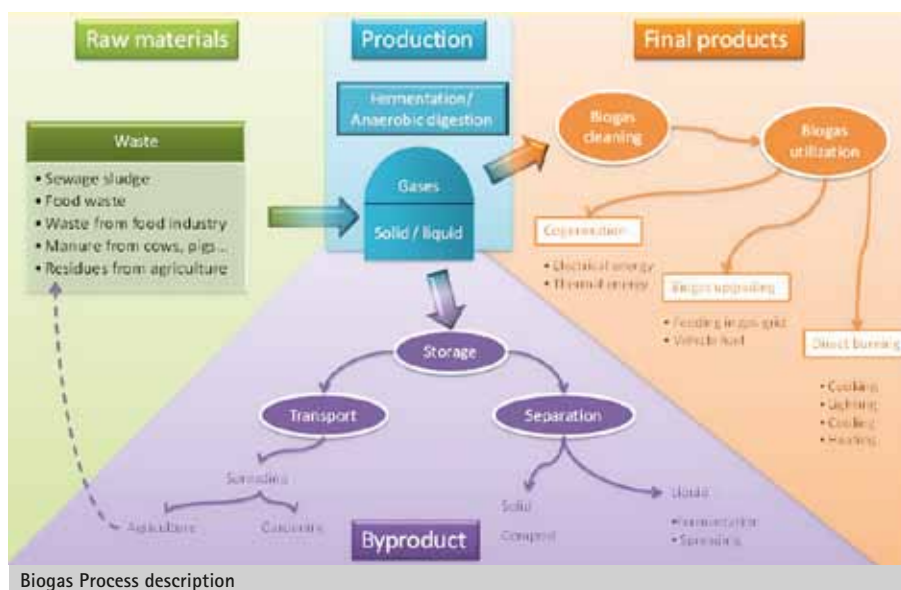 Raw materials
Production
Final products
Fermentation/
Anaerobic digestion
Waste
• Sewage sludge
• Food waste
• Waste from food industry
• Manure from cows, pigs...
• Residues from agriculture
Gases
Solid / liquid
Biogas
cleaning
Biogas
utilization
Cogeneration
• Electrical energy
• Thermal energy
Biogas upgrading
• Feeding in gas grid
• Vehicle fuel
Direct burning
• Cooking
• Lighting
• Cooling
• Heating
Storage
Transport
Separation
Spreading
Agriculture
Solid
Compost
Liquid
• Fermentation
• Spreading
Byproduct
Biogas Process description